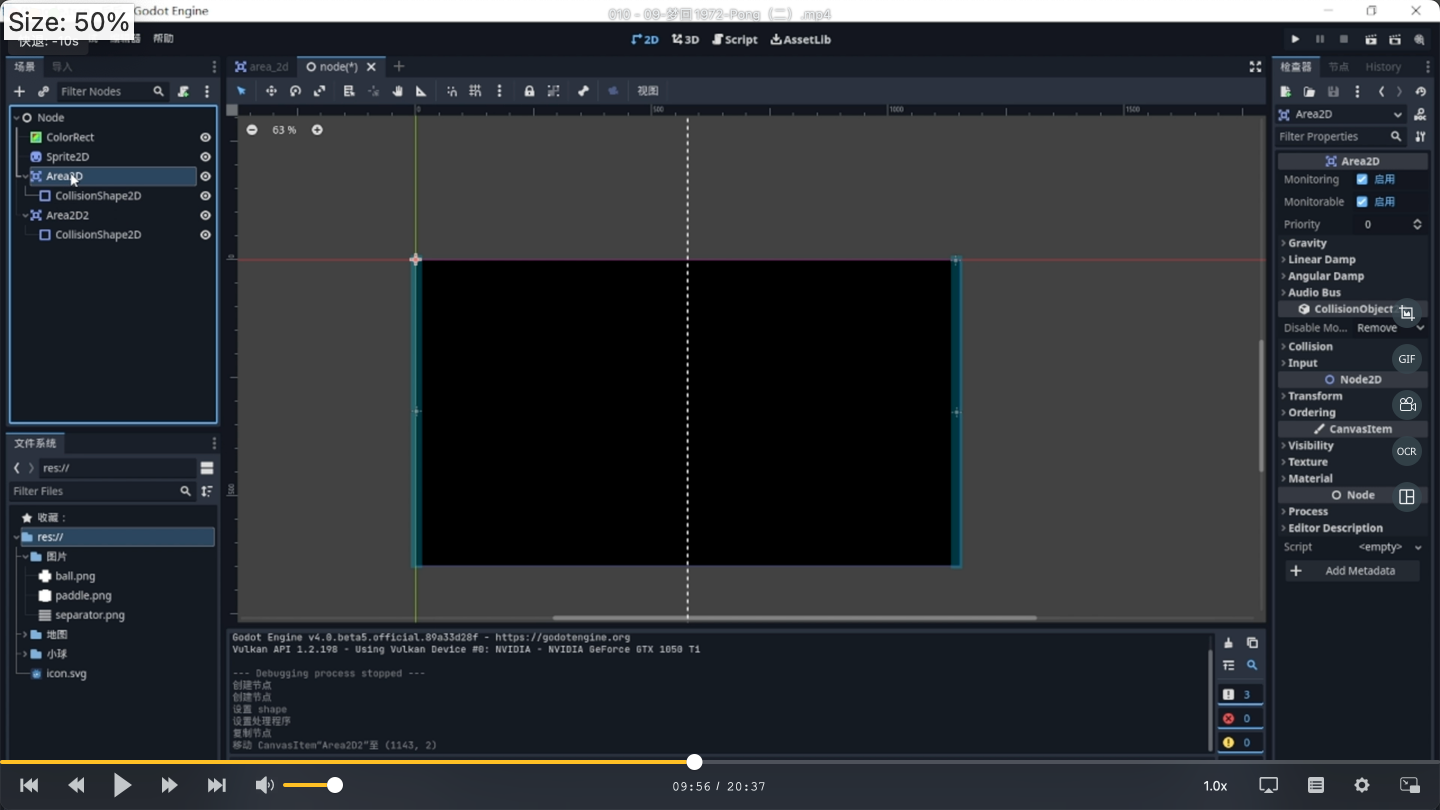 Size: 50%
Godot Engine
010 - 09-梦回1972-Pong（二）.mp4
快退: -10s
编辑器
帮助
2D
3D
Script
AssetLib
场景
导入
area_2d
node(*)
检查器
节点
History
Filter Nodes
视图
Area2D
Node
ColorRect
Sprite2D
Area2D
CollisionShape2D
Area2D2
CollisionShape2D
0
500
1000
1500
63 %
0
500
Filter Properties
Area2D
Monitoring 启用
Monitorable 启用
Priority 0
Gravity
Linear Damp
Angular Damp
Audio Bus
CollisionObject
Disable Mo... Remove
Collision
Input
Node2D
Transform
Ordering
CanvasItem
Visibility
Texture
Material
Node
Process
Editor Description
Script <empty>
Add Metadata
GIF
OCR
文件系统
res://
Filter Files
收藏：
res://
图片
ball.png
paddle.png
separator.png
地图
小球
icon.svg
Godot Engine v4.0.beta5.official.89a33d28f - https://godotengine.org
Vulkan API 1.2.198 - Using Vulkan Device #0: NVIDIA - NVIDIA GeForce GTX 1050 Ti
--- Debugging process stopped ---
创建节点
创建节点
设置 shape
设置处理程序
复制节点
移动 CanvasItem“Area2D2”至 (1143, 2)
3
0
0
09:56 / 20:37
1.0x